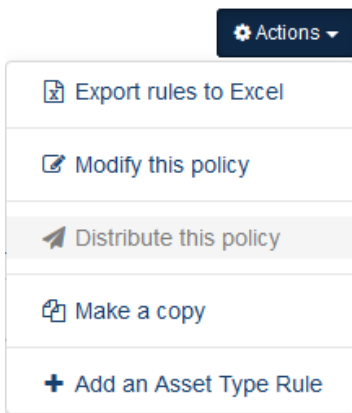 Actions
Export rules to Excel
Modify this policy
Distribute this policy
Make a copy
Add an Asset Type Rule